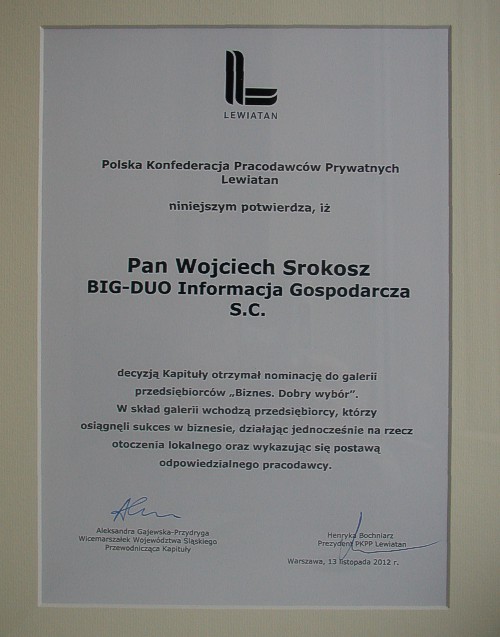 LEWIATAN
Polska Konfederacja Pracodawców Prywatnych
Lewiatan
niniejszym potwierdza, iż
Pan Wojciech Srokosz
BIG-DUO Informacja Gospodarcza
S.C.
decyzją Kapituły otrzymał nominację do galerii
przedsiębiorców „Biznes. Dobry wybór”.
W skład galerii wchodzą przedsiębiorcy, którzy
osiągnęli sukces w biznesie, działając jednocześnie na rzecz
otoczenia lokalnego oraz wykazując się postawą
odpowiedzialnego pracodawcy.
Aleksandra Gajewska-Przydryga
Wicemarszałek Województwa Śląskiego
Przewodnicząca Kapituły
Henryka Bochniarz
Prezydent PKPP Lewiatan
Warszawa, 13 listopada 2012 r.